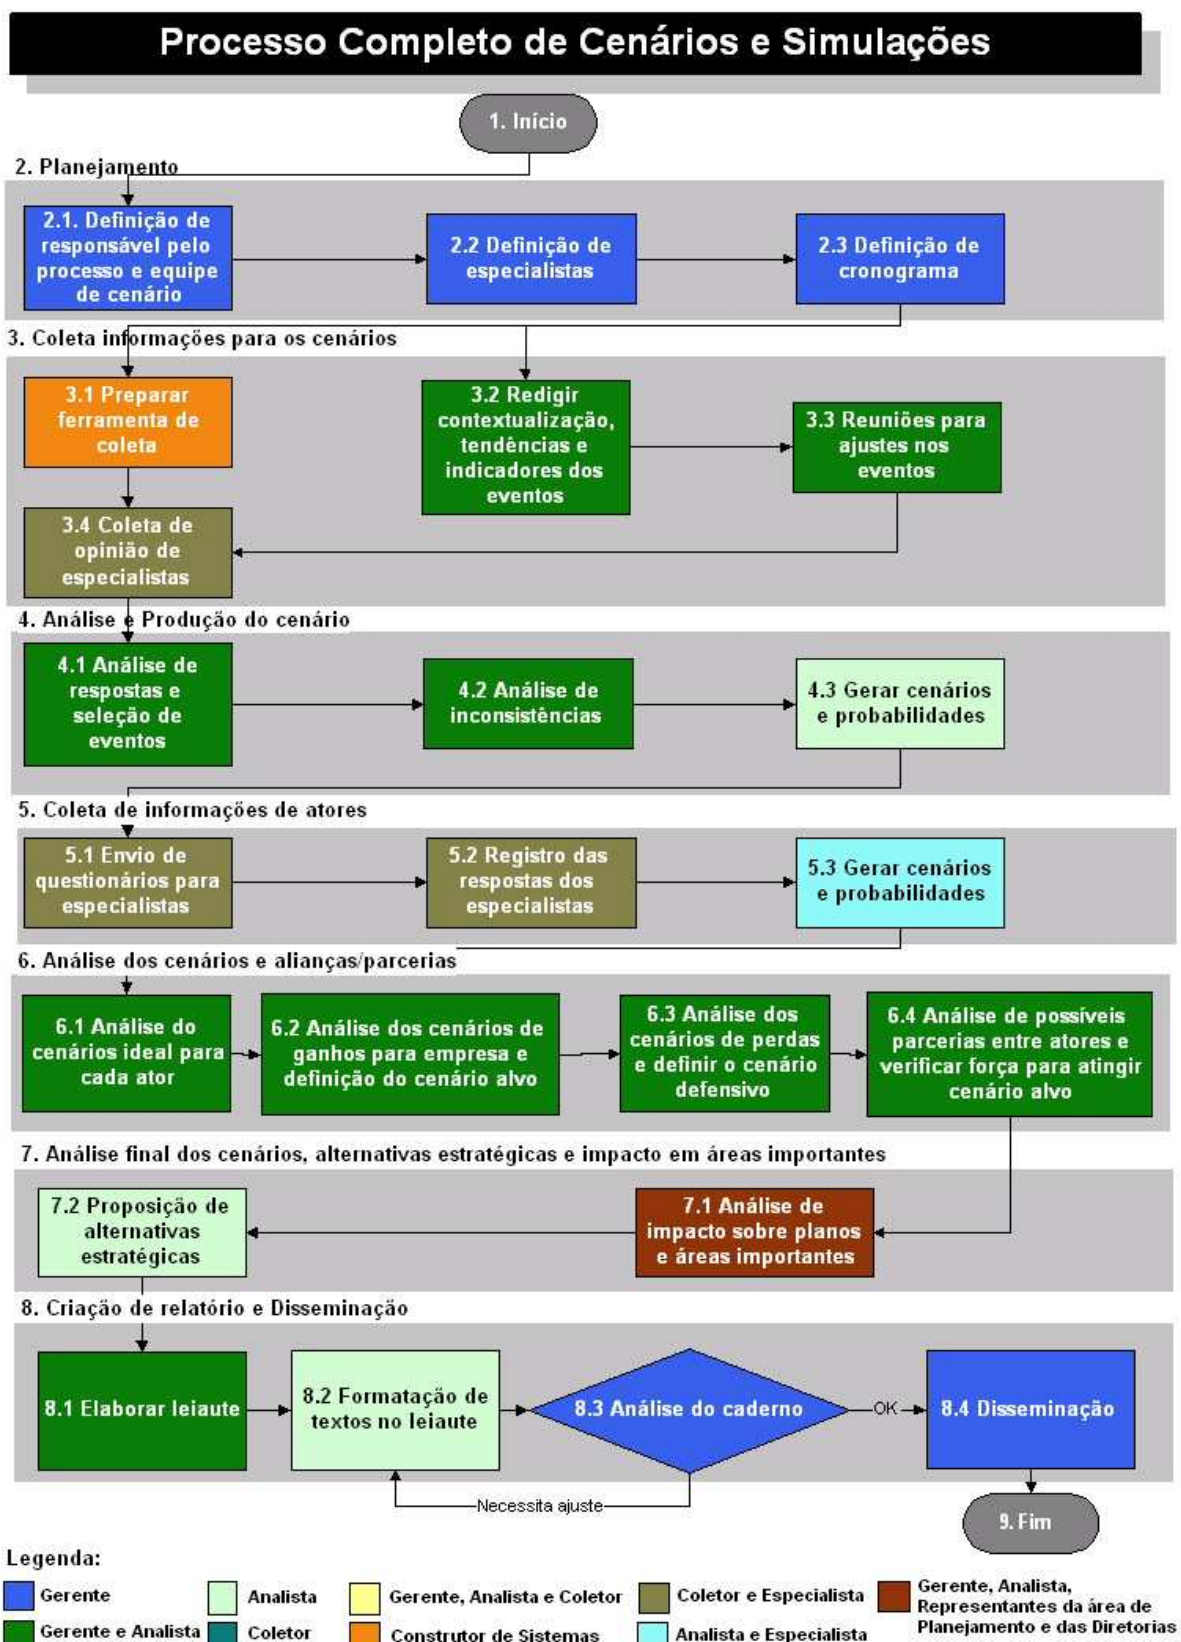 Processo Completo de Cenários e Simulações
1. Início
2. Planejamento
2.1. Definição de
responsável pelo
processo e equipe
de cenário
2.2 Definição de
especialistas
2.3 Definição de
cronograma
3. Coleta informações para os cenários
3.1 Preparar
ferramenta de
coleta
3.2 Redigir
contextualização,
tendências e
indicadores dos
eventos
3.3 Reuniões para
ajustes nos
eventos
3.4 Coleta de
opinião de
especialistas
4. Análise e Produção do cenário
4.1 Análise de
respostas e
seleção de
eventos
4.2 Análise de
inconsistências
4.3 Gerar cenários
e probabilidades
5. Coleta de informações de atores
5.1 Envio de
questionários para
especialistas
5.2 Registro das
respostas dos
especialistas
5.3 Gerar cenários
e probabilidades
6. Análise dos cenários e alianças/parcerias
6.1 Análise do
cenários ideal para
cada ator
6.2 Análise dos cenários de
ganhos para empresa e
definição do cenário alvo
6.3 Análise dos
cenários de perdas
e definir o cenário
defensivo
6.4 Análise de possíveis
parcerias entre atores e
verificar força para atingir
cenário alvo
7. Análise final dos cenários, alternativas estratégicas e impacto em áreas importantes
7.2 Proposição de
alternativas
estratégicas
7.1 Análise de
impacto sobre planos
e áreas importantes
8. Criação de relatório e Disseminação
8.1 Elaborar leiaute
8.2 Formatação de
textos no leiaute
8.3 Análise do caderno
OK
8.4 Disseminação
Necessita ajuste
9. Fim
Legenda:
Gerente
Analista
Gerente, Analista e Coletor
Coletor e Especialista
Gerente, Analista,
Representantes da área de
Planejamento e das Diretorias
Gerente e Analista
Coletor
Construtor de Sistemas
Analista e Especialista